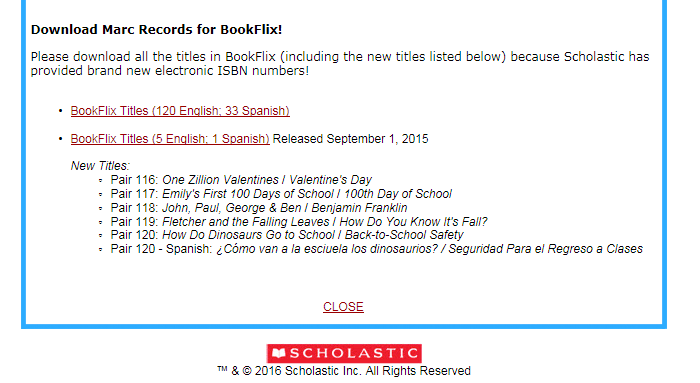 Download Marc Records for BookFlix!
Please download all the titles in BookFlix (including the new titles listed below) because Scholastic has
provided brand new electronic ISBN numbers!
• BookFlix Titles (120 English; 33 Spanish)
• BookFlix Titles (5 English; 1 Spanish) Released September 1, 2015
New Titles:
◦ Pair 116: One Zillion Valentines / Valentine's Day
◦ Pair 117: Emily's First 100 Days of School / 100th Day of School
◦ Pair 118: John, Paul, George & Ben / Benjamin Franklin
◦ Pair 119: Fletcher and the Falling Leaves / How Do You Know It's Fall?
◦ Pair 120: How Do Dinosaurs Go to School / Back-to-School Safety
◦ Pair 120 - Spanish: ¿Cómo van a la esciuela los dinosaurios? / Seguridad Para el Regreso a Clases
CLOSE
SCHOLASTIC
™ & © 2016 Scholastic Inc. All Rights Reserved